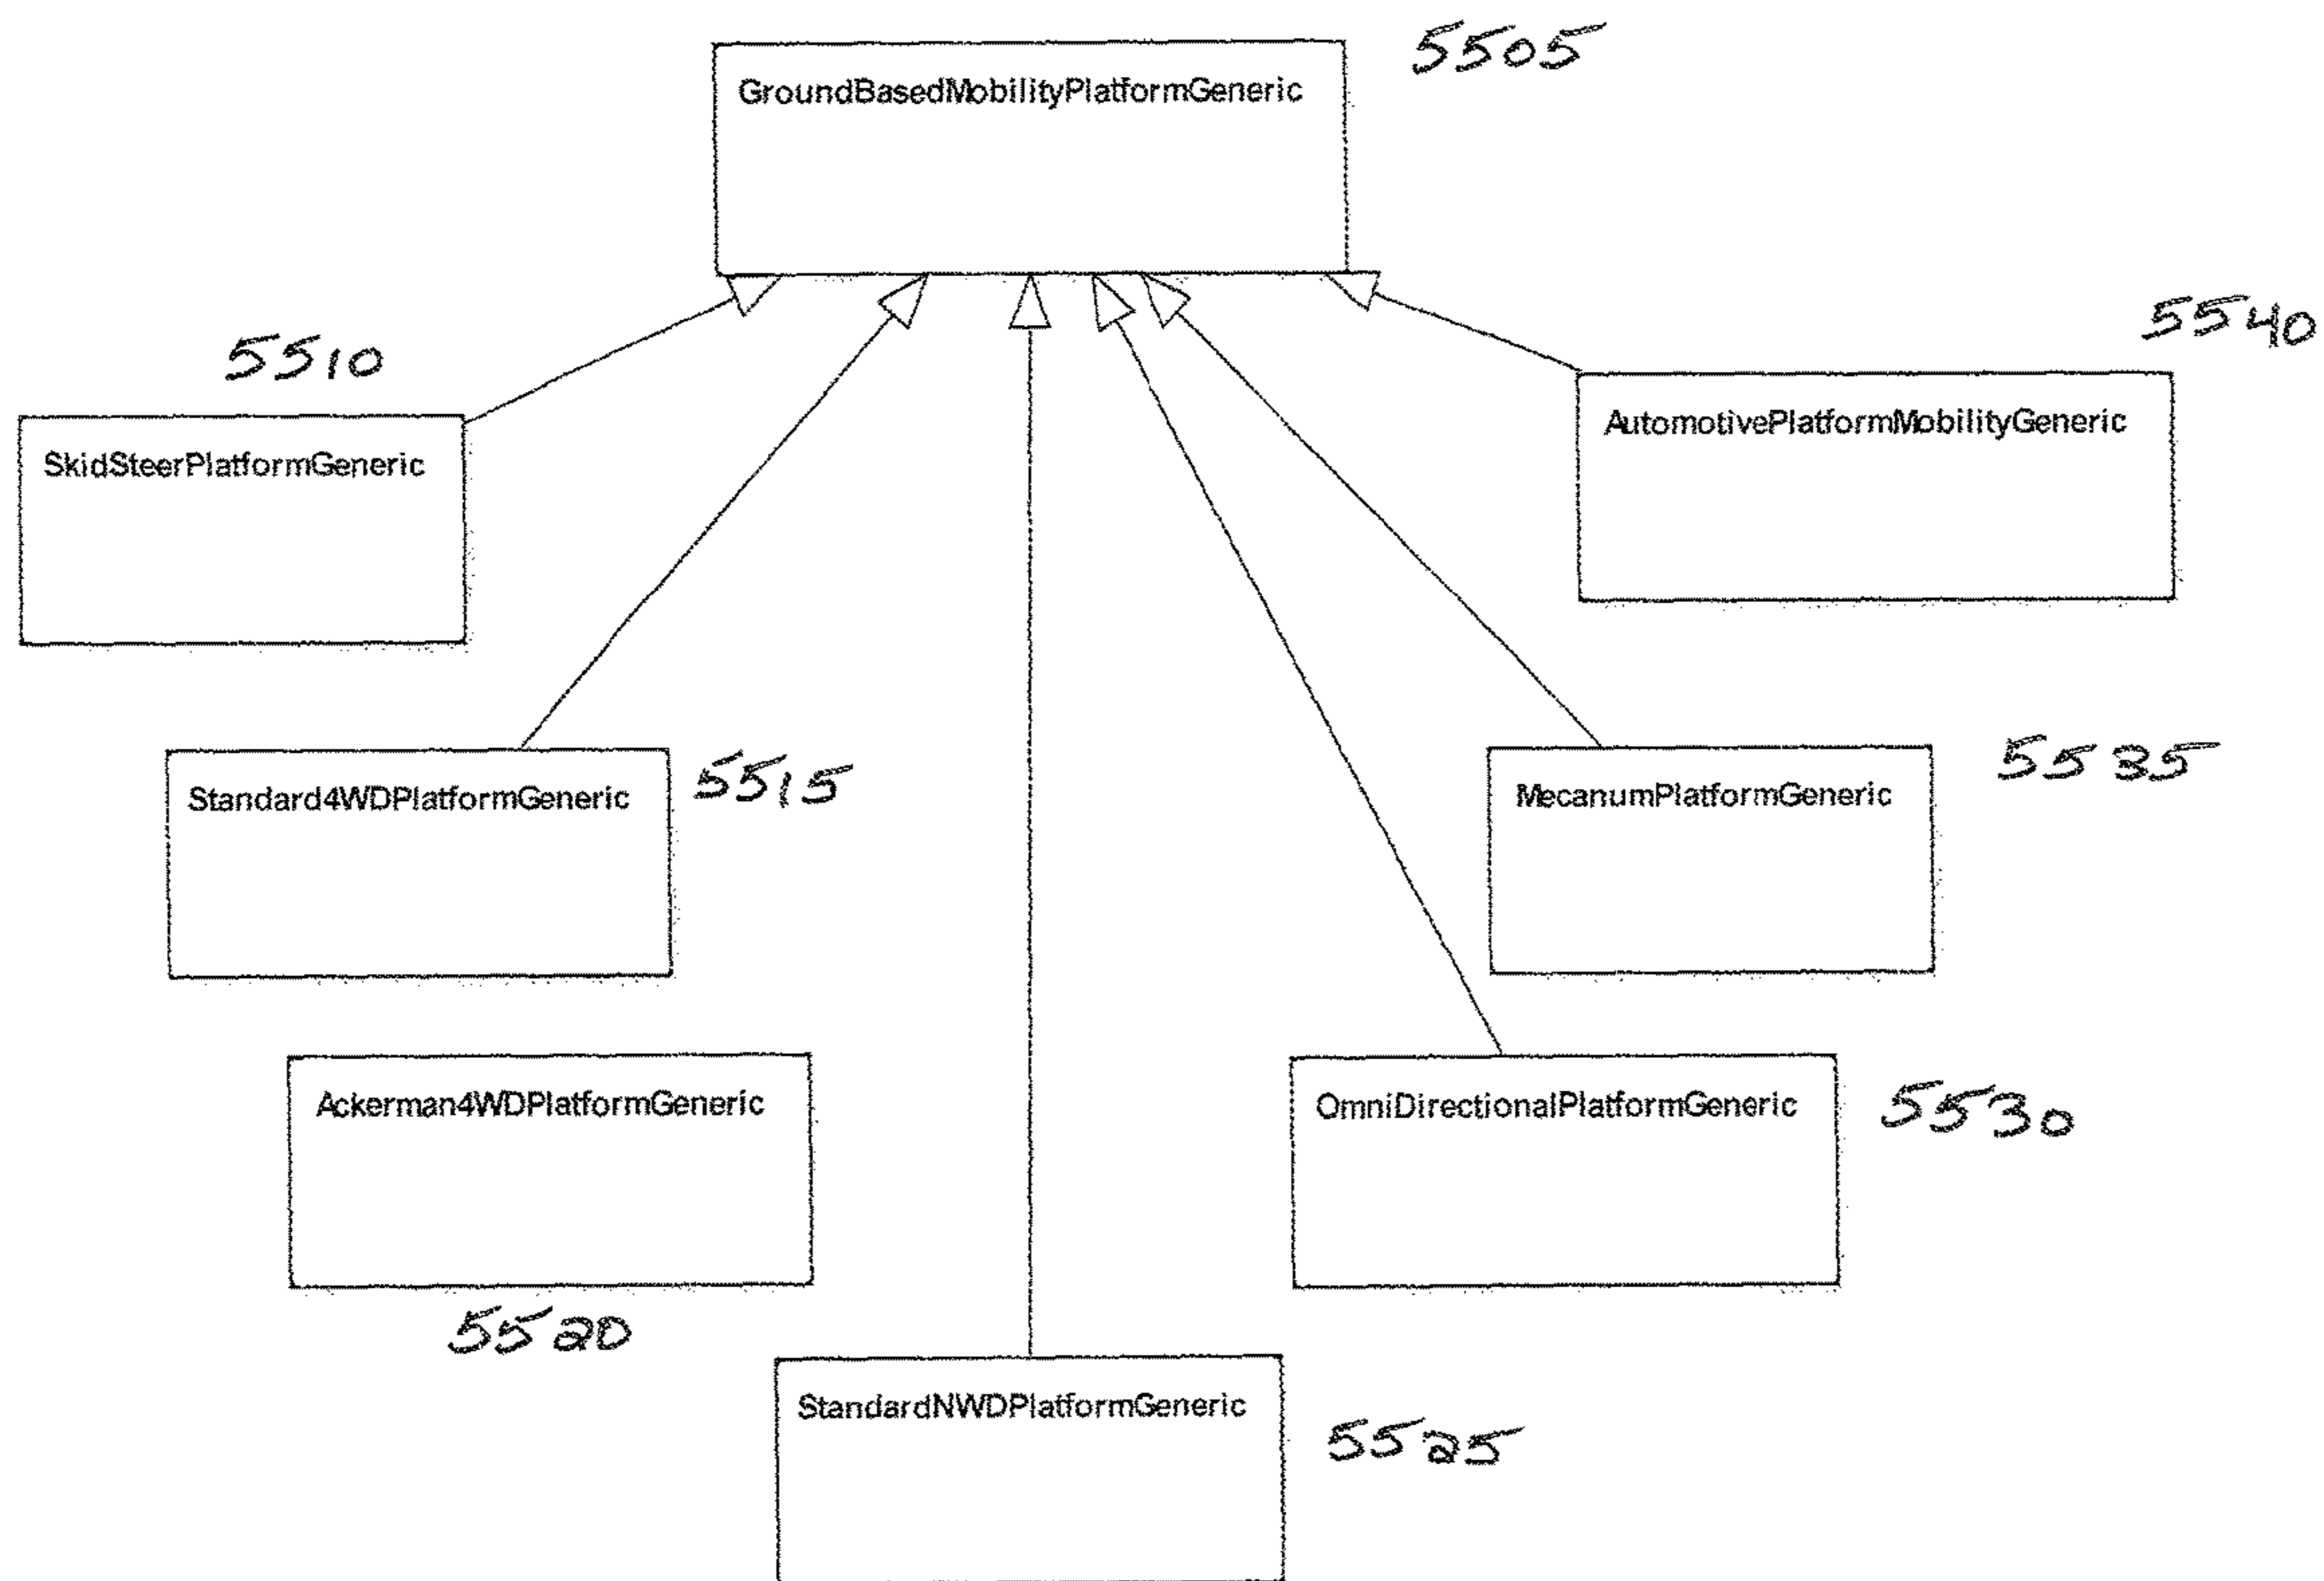 5505
GroundBasedMobilityPlatformGeneric
5510
5540
SkidSteerPlatformGeneric
AutomotivePlatformMobilityGeneric
Standard4WDPlatformGeneric
5515
MecanumPlatformGeneric
5535
Ackerman4WDPlatformGeneric
5520
OmniDirectionalPlatformGeneric
5530
StandardNWDPlatformGeneric
5525